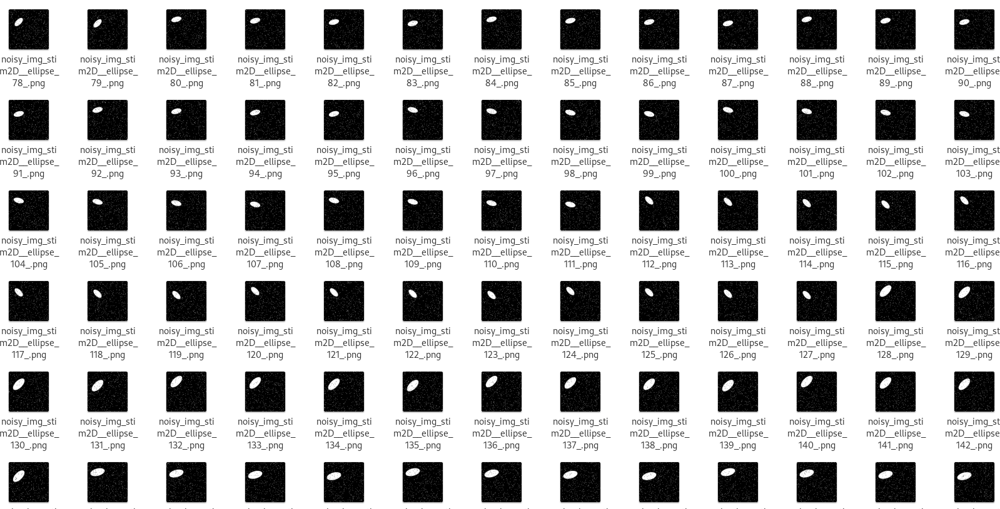 noisy_img_sti noisy_img_sti noisy_img_sti noisy_img_sti noisy_img_sti noisy_img_sti noisy_img_sti noisy_img_sti noisy_img_sti noisy_img_sti noisy_img_sti noisy_img_sti noisy_img_st
m2D__ellipse_ m2D__ellipse_ m2D__ellipse_ m2D__ellipse_ m2D__ellipse_ m2D__ellipse_ m2D__ellipse_ m2D__ellipse_ m2D__ellipse_ m2D__ellipse_ m2D__ellipse_ m2D__ellipse_ m2D__ellipse
78_.png 79_.png 80_.png 81_.png 82_.png 83_.png 84_.png 85_.png 86_.png 87_.png 88_.png 89_.png 90_.png
noisy_img_sti noisy_img_sti noisy_img_sti noisy_img_sti noisy_img_sti noisy_img_sti noisy_img_sti noisy_img_sti noisy_img_sti noisy_img_sti noisy_img_sti noisy_img_sti noisy_img_st
m2D__ellipse_ m2D__ellipse_ m2D__ellipse_ m2D__ellipse_ m2D__ellipse_ m2D__ellipse_ m2D__ellipse_ m2D__ellipse_ m2D__ellipse_ m2D__ellipse_ m2D__ellipse_ m2D__ellipse_ m2D__ellipse
91_.png 92_.png 93_.png 94_.png 95_.png 96_.png 97_.png 98_.png 99_.png 100_.png 101_.png 102_.png 103_.png
noisy_img_sti noisy_img_sti noisy_img_sti noisy_img_sti noisy_img_sti noisy_img_sti noisy_img_sti noisy_img_sti noisy_img_sti noisy_img_sti noisy_img_sti noisy_img_sti noisy_img_st
m2D__ellipse_ m2D__ellipse_ m2D__ellipse_ m2D__ellipse_ m2D__ellipse_ m2D__ellipse_ m2D__ellipse_ m2D__ellipse_ m2D__ellipse_ m2D__ellipse_ m2D__ellipse_ m2D__ellipse_ m2D__ellipse
104_.png 105_.png 106_.png 107_.png 108_.png 109_.png 110_.png 111_.png 112_.png 113_.png 114_.png 115_.png 116_.png
noisy_img_sti noisy_img_sti noisy_img_sti noisy_img_sti noisy_img_sti noisy_img_sti noisy_img_sti noisy_img_sti noisy_img_sti noisy_img_sti noisy_img_sti noisy_img_sti noisy_img_st
m2D__ellipse_ m2D__ellipse_ m2D__ellipse_ m2D__ellipse_ m2D__ellipse_ m2D__ellipse_ m2D__ellipse_ m2D__ellipse_ m2D__ellipse_ m2D__ellipse_ m2D__ellipse_ m2D__ellipse_ m2D__ellipse
117_.png 118_.png 119_.png 120_.png 121_.png 122_.png 123_.png 124_.png 125_.png 126_.png 127_.png 128_.png 129_.png
noisy_img_sti noisy_img_sti noisy_img_sti noisy_img_sti noisy_img_sti noisy_img_sti noisy_img_sti noisy_img_sti noisy_img_sti noisy_img_sti noisy_img_sti noisy_img_sti noisy_img_st
m2D__ellipse_ m2D__ellipse_ m2D__ellipse_ m2D__ellipse_ m2D__ellipse_ m2D__ellipse_ m2D__ellipse_ m2D__ellipse_ m2D__ellipse_ m2D__ellipse_ m2D__ellipse_ m2D__ellipse_ m2D__ellipse
130_.png 131_.png 132_.png 133_.png 134_.png 135_.png 136_.png 137_.png 138_.png 139_.png 140_.png 141_.png 142_.png